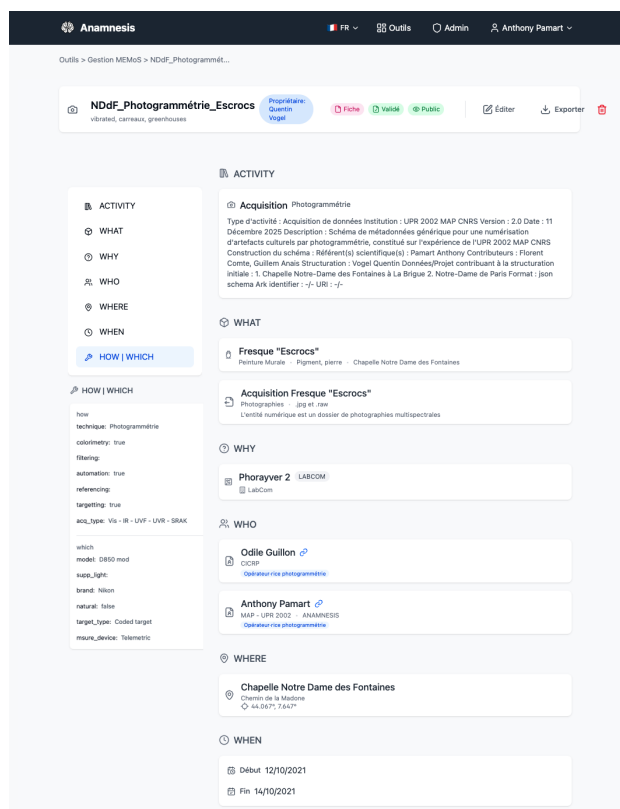 Anamnesis
FR
Outils
Admin
Anthony Pamart
Outils > Gestion MEMoS > NDdF_Photogrammét...
NDdF_Photogrammétrie_Escrocs
vibrated, carreaux, greenhouses
Propriétaire:
Quentin
Vogel
Fiche
Validé
Public
Éditer
Exporter
ACTIVITY
WHAT
WHY
WHO
WHERE
WHEN
HOW | WHICH
HOW | WHICH
how
technique: Photogrammétrie
colorimetry: true
filtering:
automation: true
referencing:
targetting: true
acq_type: Vis - IR - UVF - UVR - SRAK
which
model: D850 mod
supp_light:
brand: Nikon
natural: false
target_type: Coded target
msure_device: Telemetric
ACTIVITY
Acquisition Photogrammétrie
Type d'activité : Acquisition de données Institution : UPR 2002 MAP CNRS Version : 2.0 Date : 11
Décembre 2025 Description : Schéma de métadonnées générique pour une numérisation
d'artefacts culturels par photogrammétrie, constitué sur l'expérience de l'UPR 2002 MAP CNRS
Construction du schéma : Référent(s) scientifique(s) : Pamart Anthony Contributeurs : Florent
Comte, Guillem Anais Structuration : Vogel Quentin Données/Projet contribuant à la structuration
initiale : 1. Chapelle Notre-Dame des Fontaines à La Brigue 2. Notre-Dame de Paris Format : json
schema Ark identifier : -/- URI : -/-
WHAT
Fresque "Escrocs"
Peinture Murale · Pigment, pierre · Chapelle Notre Dame des Fontaines
Acquisition Fresque "Escrocs"
Photographies · .jpg et .raw
L'entité numérique est un dossier de photographies multispectrales
WHY
Phorayver 2 LABCOM
LabCom
WHO
Odile Guillon
CICRP
Opérateur·rice photogrammétrie
Anthony Pamart
MAP - UPR 2002 · ANAMNESIS
Opérateur·rice photogrammétrie
WHERE
Chapelle Notre Dame des Fontaines
Chemin de la Madone
44.067°, 7.647°
WHEN
Début 12/10/2021
Fin 14/10/2021